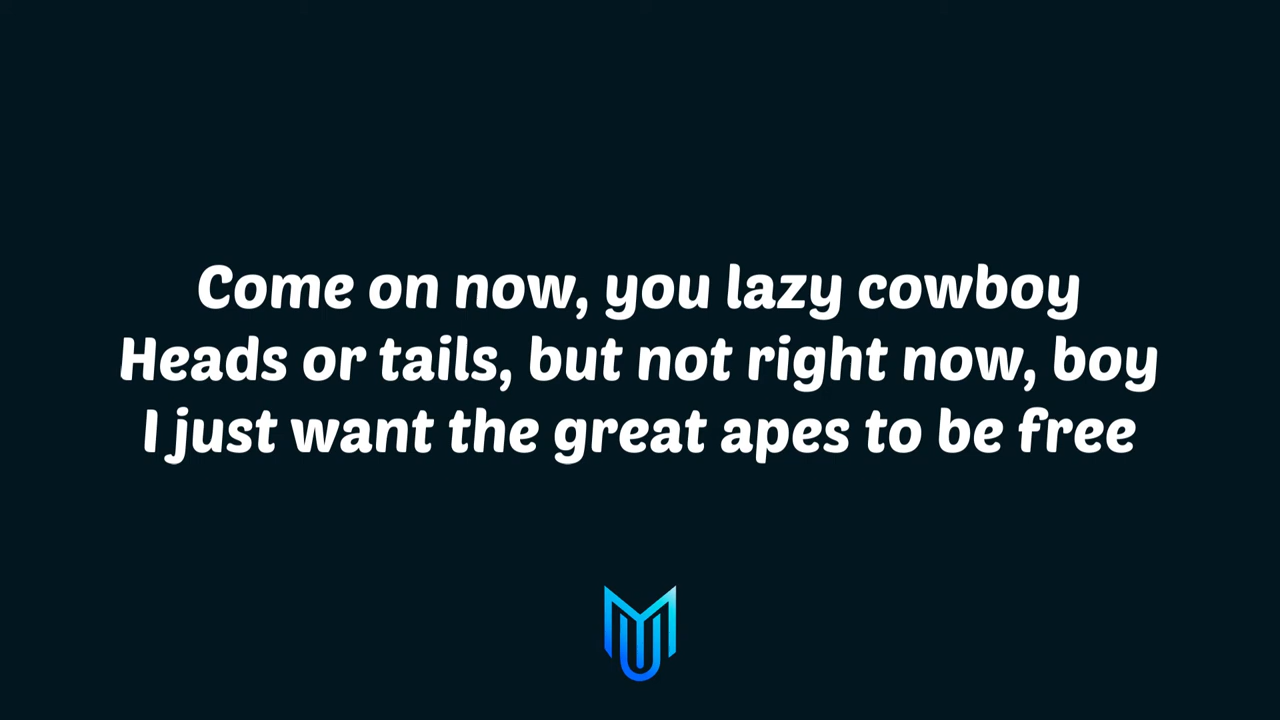 Come on now, you lazy cowboy
Heads or tails, but not right now, boy
I just want the great apes to be free